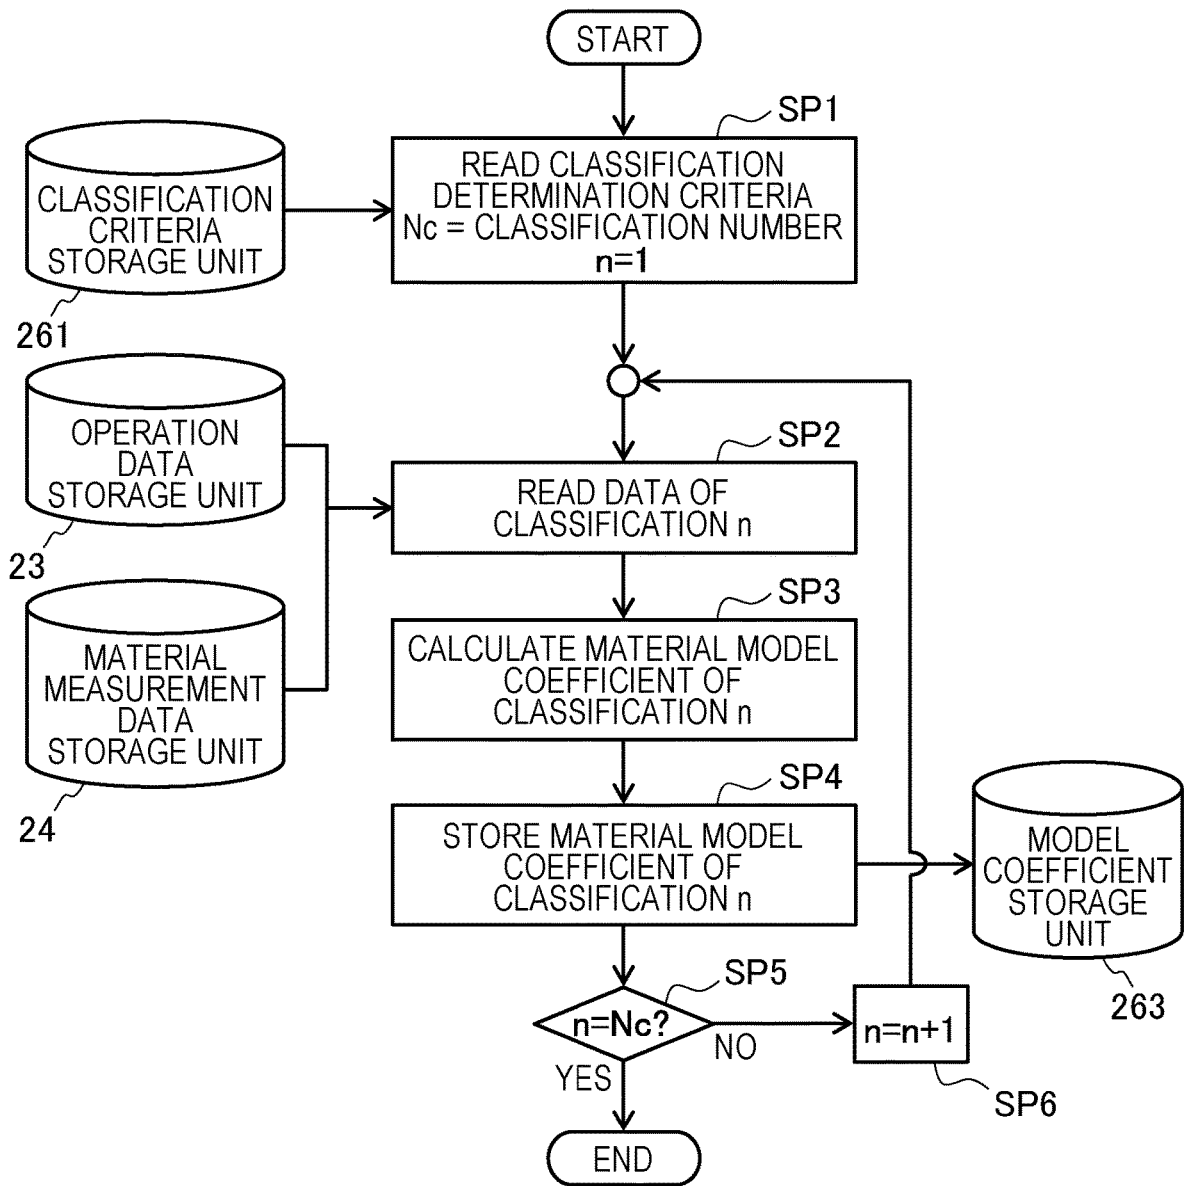 START
SP1
READ CLASSIFICATION
DETERMINATION CRITERIA
Nc = CLASSIFICATION NUMBER
n=1
CLASSIFICATION
CRITERIA
STORAGE UNIT
261
OPERATION
DATA
STORAGE UNIT
23
SP2
READ DATA OF
CLASSIFICATION n
MATERIAL
MEASUREMENT
DATA
STORAGE UNIT
24
SP3
CALCULATE MATERIAL MODEL
COEFFICIENT OF
CLASSIFICATION n
SP4
STORE MATERIAL MODEL
COEFFICIENT OF
CLASSIFICATION n
MODEL
COEFFICIENT
STORAGE
UNIT
263
SP5
n=Nc?
NO
YES
n=n+1
SP6
END